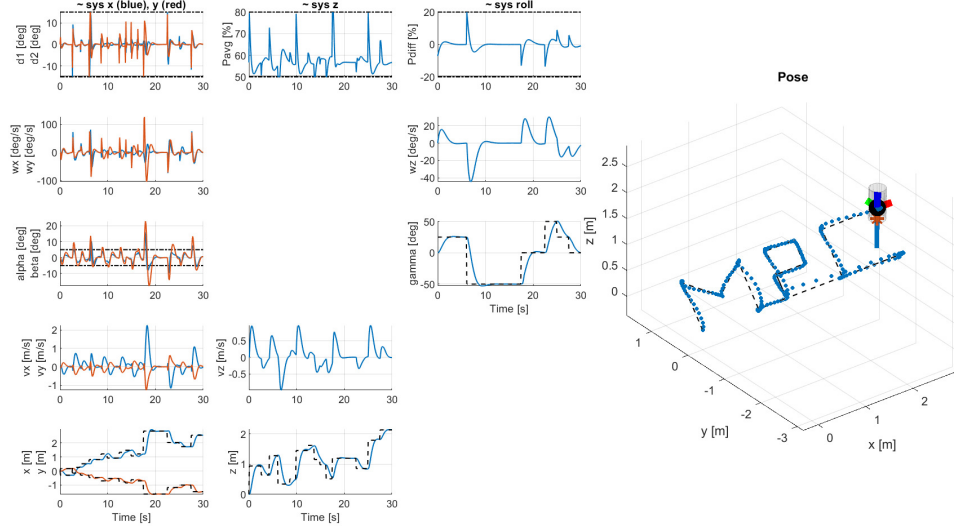 ~ sys x (blue), y (red)
~ sys z
~ sys roll
d1 [deg]
d2 [deg]
10
0
-10
0 10 20 30
Pavg [%]
80
70
60
50
0 10 20 30
Pdiff [%]
20
0
-20
0 10 20 30
wx [deg/s]
wy [deg/s]
100
0
-100
0 10 20 30
wz [deg/s]
20
0
-20
-40
0 10 20 30
alpha [deg]
beta [deg]
20
10
0
-10
0 10 20 30
gamma [deg]
50
0
-50
0 10 20 30
Time [s]
vx [m/s]
vy [m/s]
2
1
0
-1
0 10 20 30
vz [m/s]
0.5
0
-0.5
0 10 20 30
x [m]
y [m]
2
1
0
-1
0 10 20 30
Time [s]
z [m]
2
1
0
0 10 20 30
Time [s]
Pose
z [m]
2.5
2
1.5
1
0.5
0
1
0
-1
-2
-3
y [m]
0
1
2
x [m]
MPC